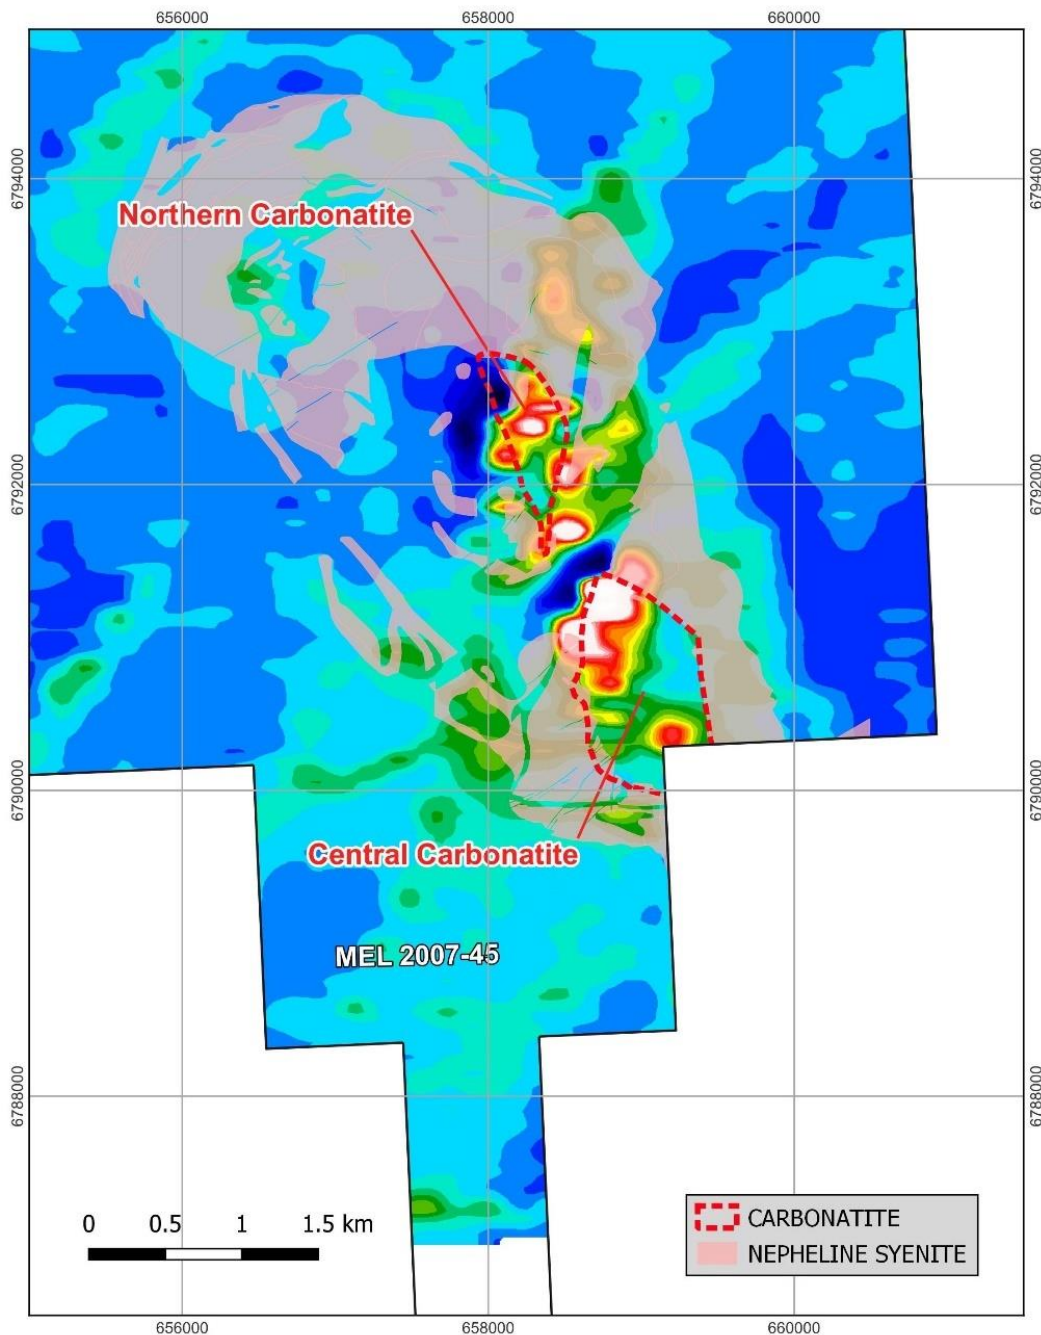 656000
658000
660000
6794000
6794000
Northern Carbonatite
6792000
6792000
6790000
6790000
Central Carbonatite
MEL 2007-45
6788000
6788000
0 0.5 1 1.5 km
CARBONATITE
NEPHELINE SYENITE
656000
658000
660000